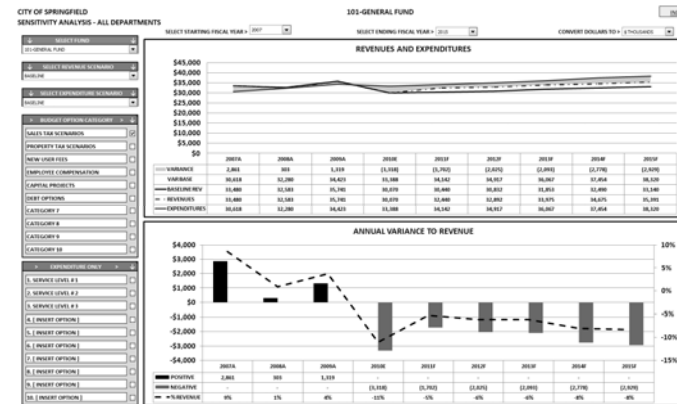 CITY OF SPRINGFIELD
101-GENERAL FUND
SENSITIVITY ANALYSIS - ALL DEPARTMENTS
SELECT STARTING FISCAL YEAR > 2007
SELECT ENDING FISCAL YEAR > 2015
CONVERT DOLLARS TO > $ THOUSANDS
SELECT FUND
101-GENERAL FUND
SELECT REVENUE SCENARIO
BASELINE
SELECT EXPENDITURE SCENARIO
BASELINE
> BUDGET OPTION CATEGORY >
SALES TAX SCENARIOS
PROPERTY TAX SCENARIOS
NEW USER FEES
EMPLOYEE COMPENSATION
CAPITAL PROJECTS
DEBT OPTIONS
CATEGORY 7
CATEGORY 8
CATEGORY 9
CATEGORY 10
> EXPENDITURE ONLY >
1. SERVICE LEVEL # 1
2. SERVICE LEVEL # 2
3. SERVICE LEVEL # 3
4. [ INSERT OPTION ]
5. [ INSERT OPTION ]
6. [ INSERT OPTION ]
7. [ INSERT OPTION ]
8. [ INSERT OPTION ]
9. [ INSERT OPTION ]
10. [ INSERT OPTION ]
REVENUES AND EXPENDITURES
$45,000
$40,000
$35,000
$30,000
$25,000
$20,000
$15,000
$10,000
$5,000
$0
2007A 2008A 2009A 2010E 2011F 2012F 2013F 2014F 2015F
VARIANCE 2,861 303 1,319 (3,318) (1,702) (2,025) (2,093) (2,778) (2,929)
VAR BASE 30,618 32,280 34,423 33,388 34,142 34,917 36,067 37,454 38,320
BASELINE REV 33,480 32,583 35,741 30,070 30,440 30,832 31,853 32,490 33,140
REVENUES 33,480 32,583 35,741 30,070 32,440 32,892 33,975 34,675 35,391
EXPENDITURES 30,618 32,280 34,423 33,388 34,142 34,917 36,067 37,454 38,320
ANNUAL VARIANCE TO REVENUE
$4,000
$3,000
$2,000
$1,000
$0
-$1,000
-$2,000
-$3,000
-$4,000
10%
5%
0%
-5%
-10%
-15%
2007A 2008A 2009A 2010E 2011F 2012F 2013F 2014F 2015F
POSITIVE 2,861 303 1,319 - - - - - -
NEGATIVE - - - (3,318) (1,702) (2,025) (2,093) (2,778) (2,929)
% REVENUE 9% 1% 4% -11% -5% -6% -6% -8% -8%